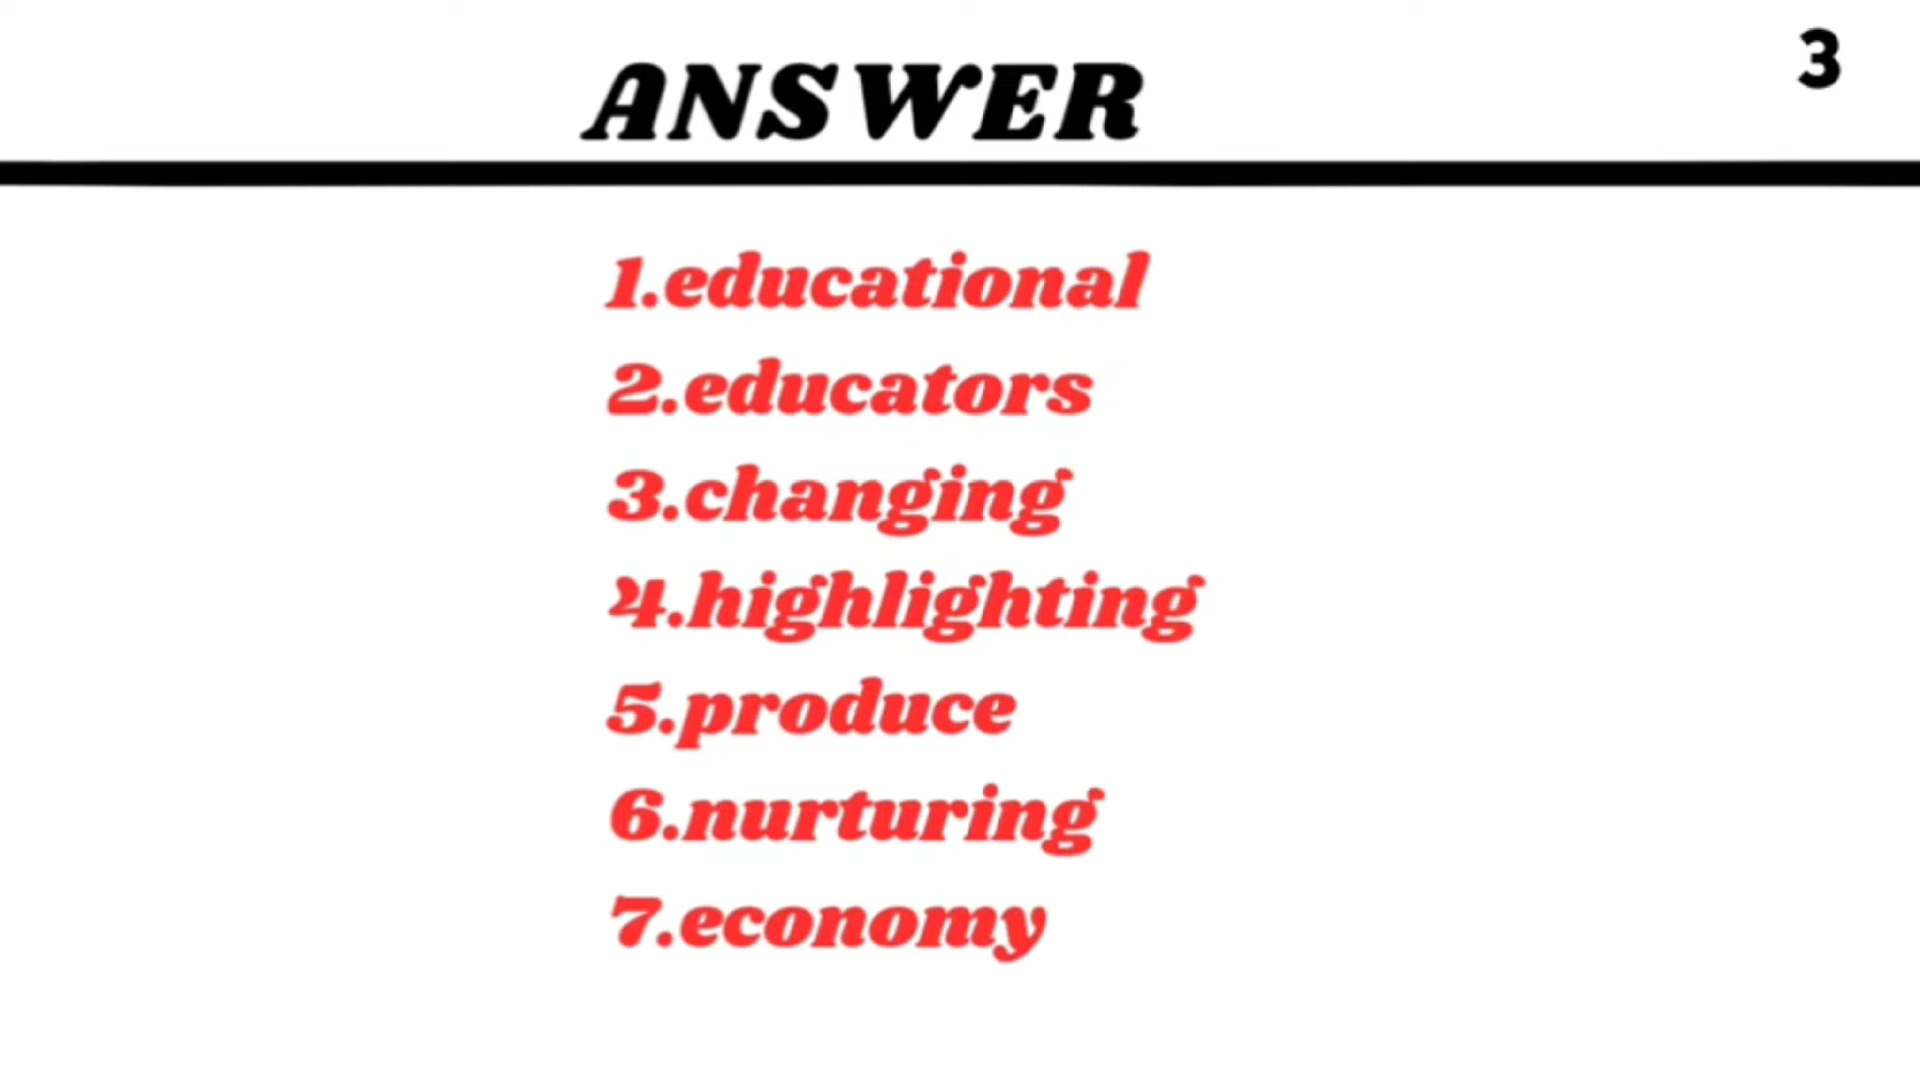 3
ANSWER
1.educational
2.educators
3.changing
4.highlighting
5.produce
6.nurturing
7.economy